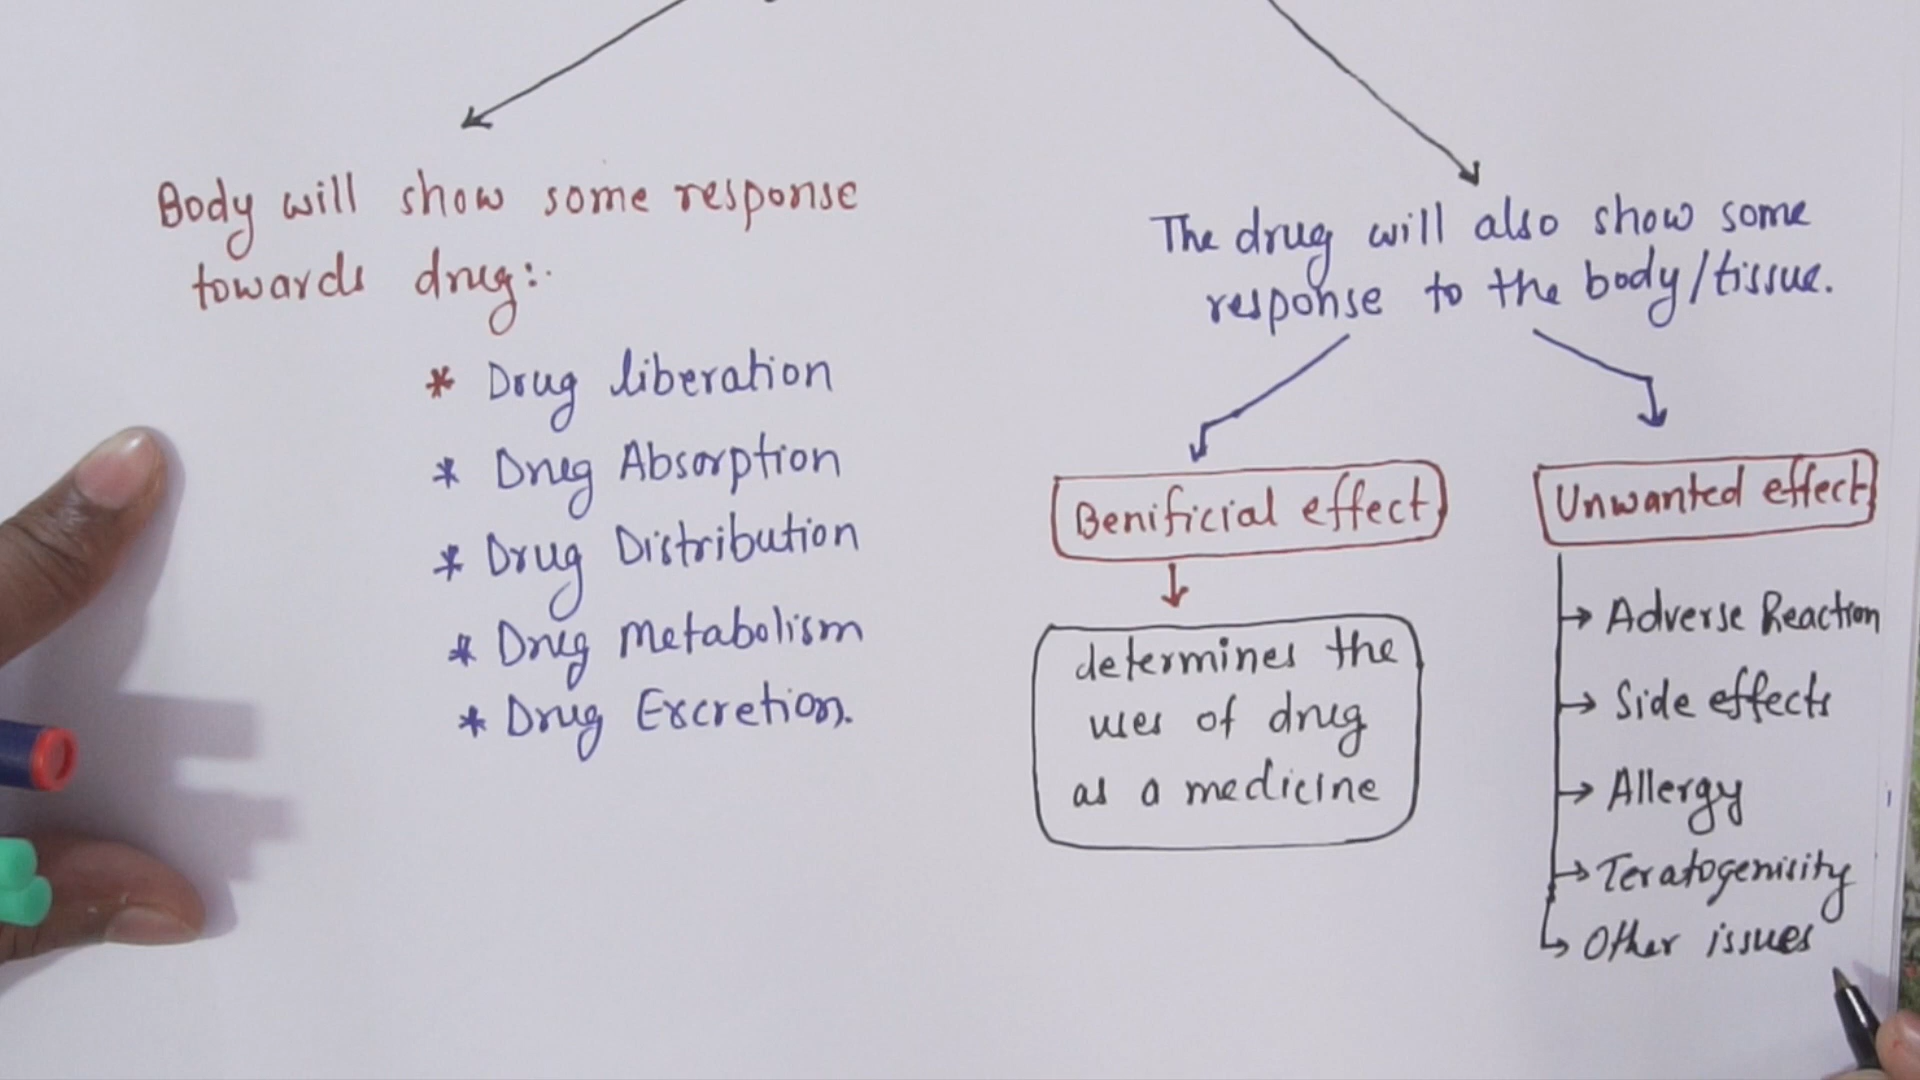 Body will show some response
towards drug:-
* Drug liberation
* Drug Absorption
* Drug Distribution
* Drug Metabolism
* Drug Excretion.
The drug will also show some
response to the body/tissue.
Benificial effect
determines the
uses of drug
as a medicine
Unwanted effect
→ Adverse Reaction
→ Side effects
→ Allergy
→ Teratogenisity
→ Other issues